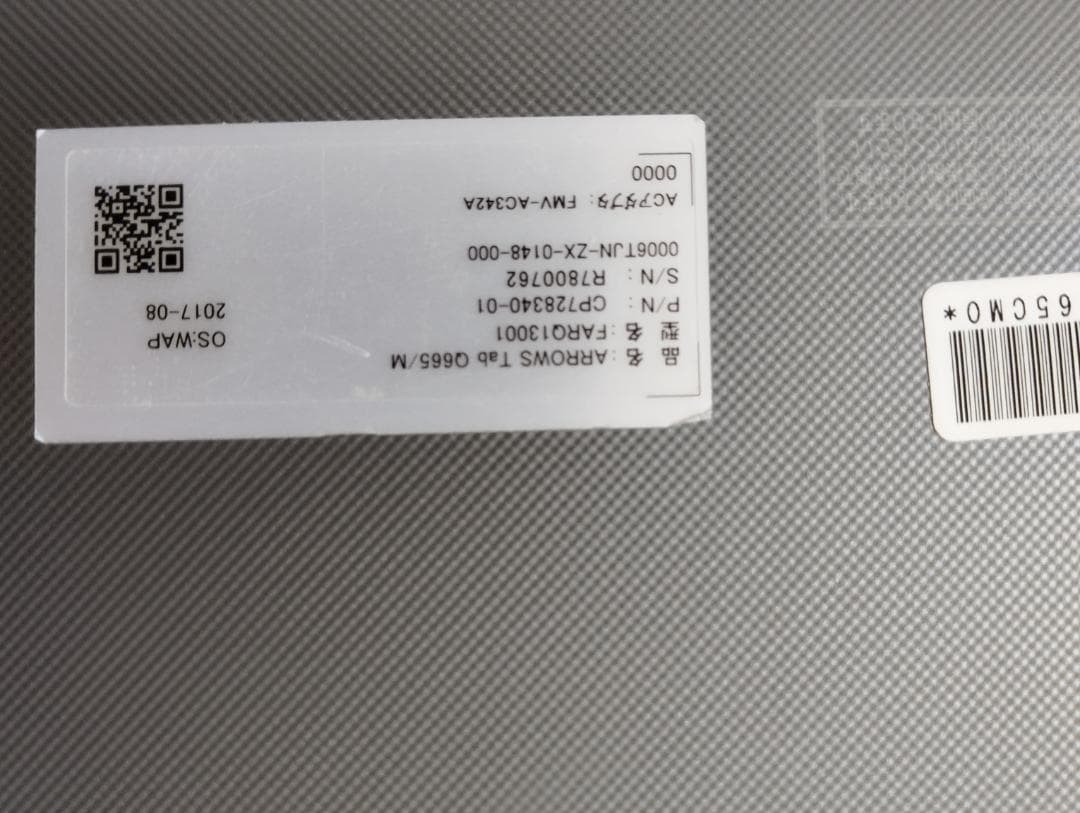 品 名：ARROWS Tab Q665/M
型 名：FARQ13001
P/N： CP728340-01
S/N： R7800762
0006TJN-ZX-0148-000
ACアダプタ：FMV-AC342A
0000
OS:WAP
2017-08
65CM0*